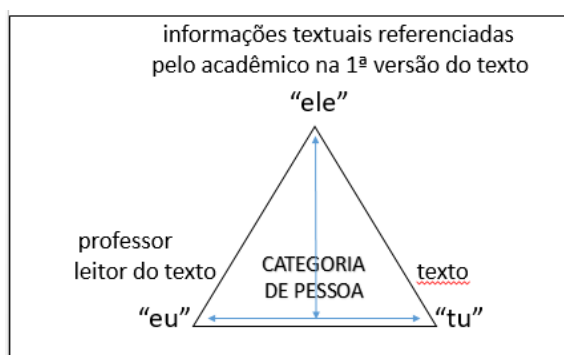 informações textuais referenciadas
pelo acadêmico na 1ª versão do texto
“ele”
professor
leitor do texto
CATEGORIA
DE PESSOA
texto
“eu”
“tu”